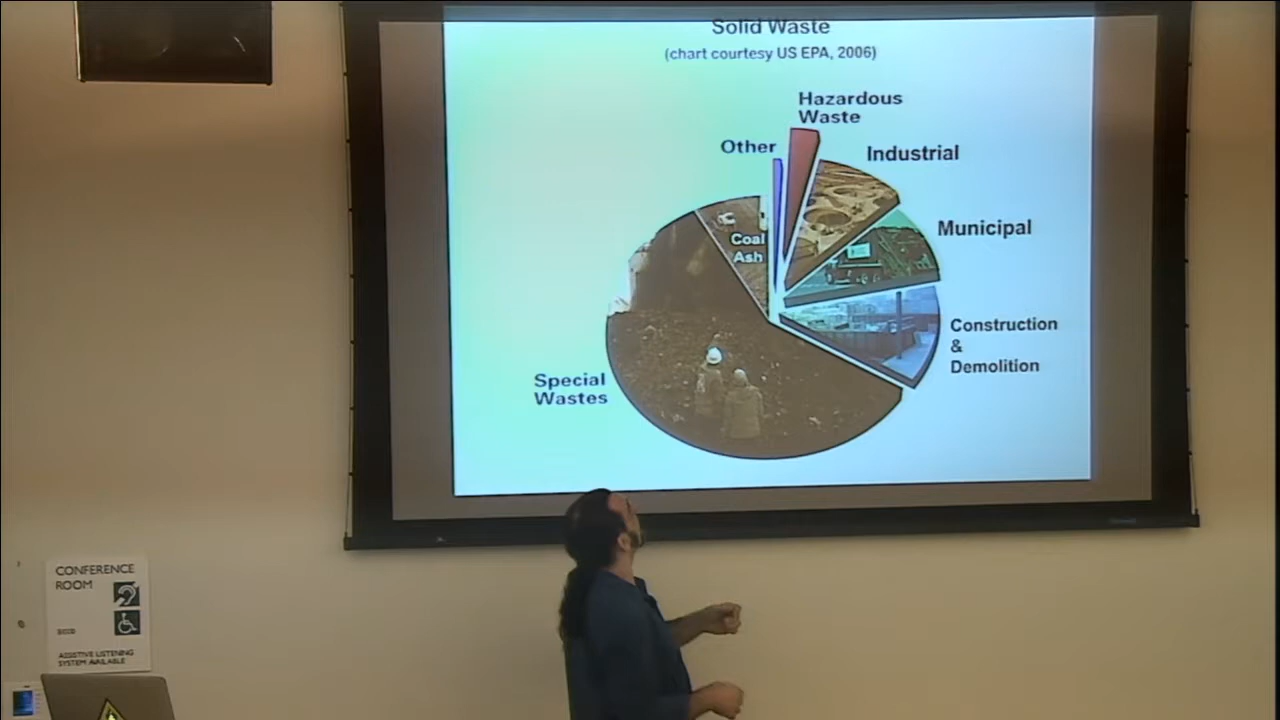 Solid Waste
(chart courtesy US EPA, 2006)
Hazardous
Waste
Other
Industrial
Municipal
Coal
Ash
Construction
&
Demolition
Special
Wastes
CONFERENCE
ROOM
ASSISTIVE LISTENING
SYSTEM AVAILABLE